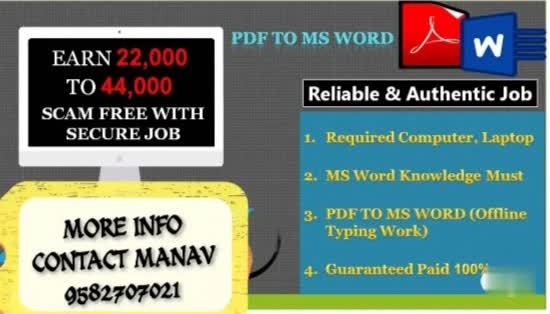 PDF TO MS WORD
W
EARN 22,000
TO 44,000
SCAM FREE WITH
SECURE JOB
Reliable & Authentic Job
1. Required Computer, Laptop
2. MS Word Knowledge Must
3. PDF TO MS WORD (Offline
Typing Work)
4. Guaranteed Paid 100%
MORE INFO
CONTACT MANAV
9582707021